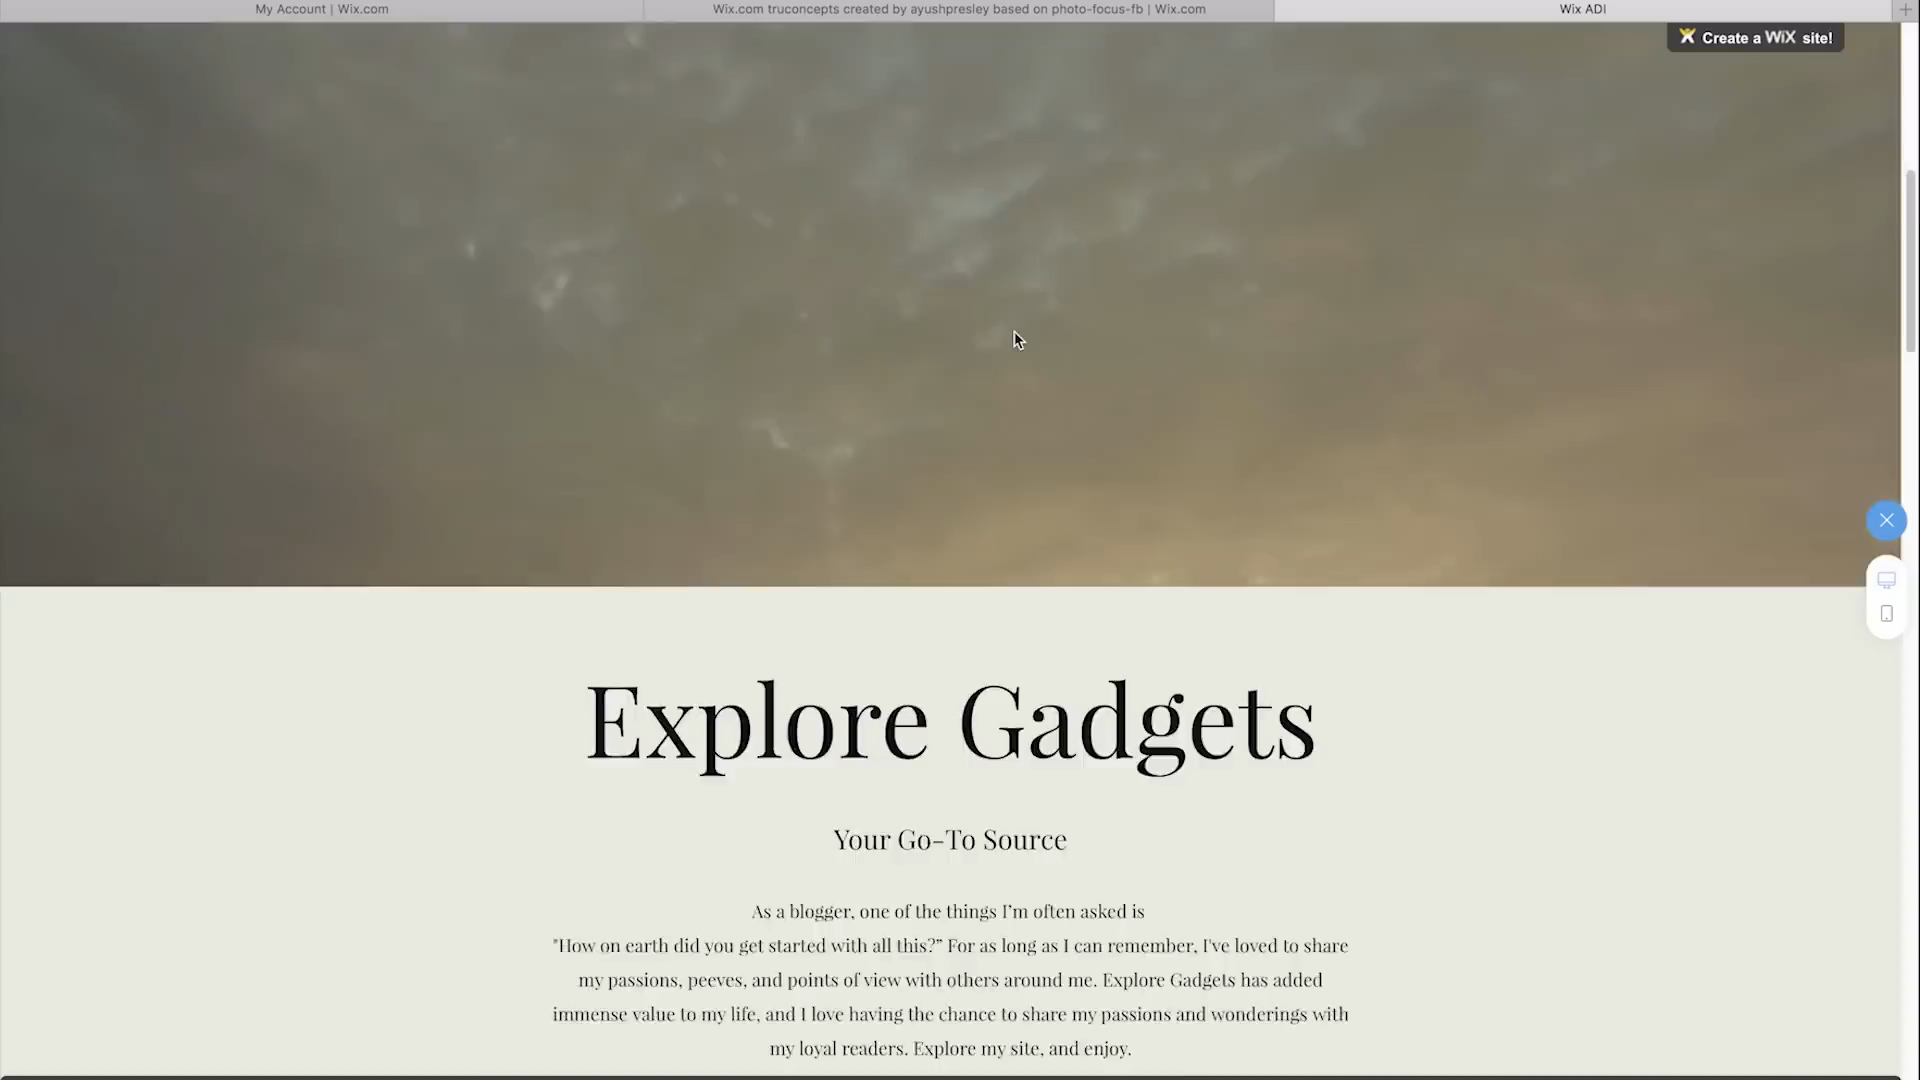 My Account | Wix.com
Wix.com truconcepts created by ayushpresley based on photo-focus-fb | Wix.com
Wix ADI
Create a WiX site!
Explore Gadgets
Your Go-To Source
As a blogger, one of the things I'm often asked is
"How on earth did you get started with all this?" For as long as I can remember, I've loved to share
my passions, peeves, and points of view with others around me. Explore Gadgets has added
immense value to my life, and I love having the chance to share my passions and wonderings with
my loyal readers. Explore my site, and enjoy.